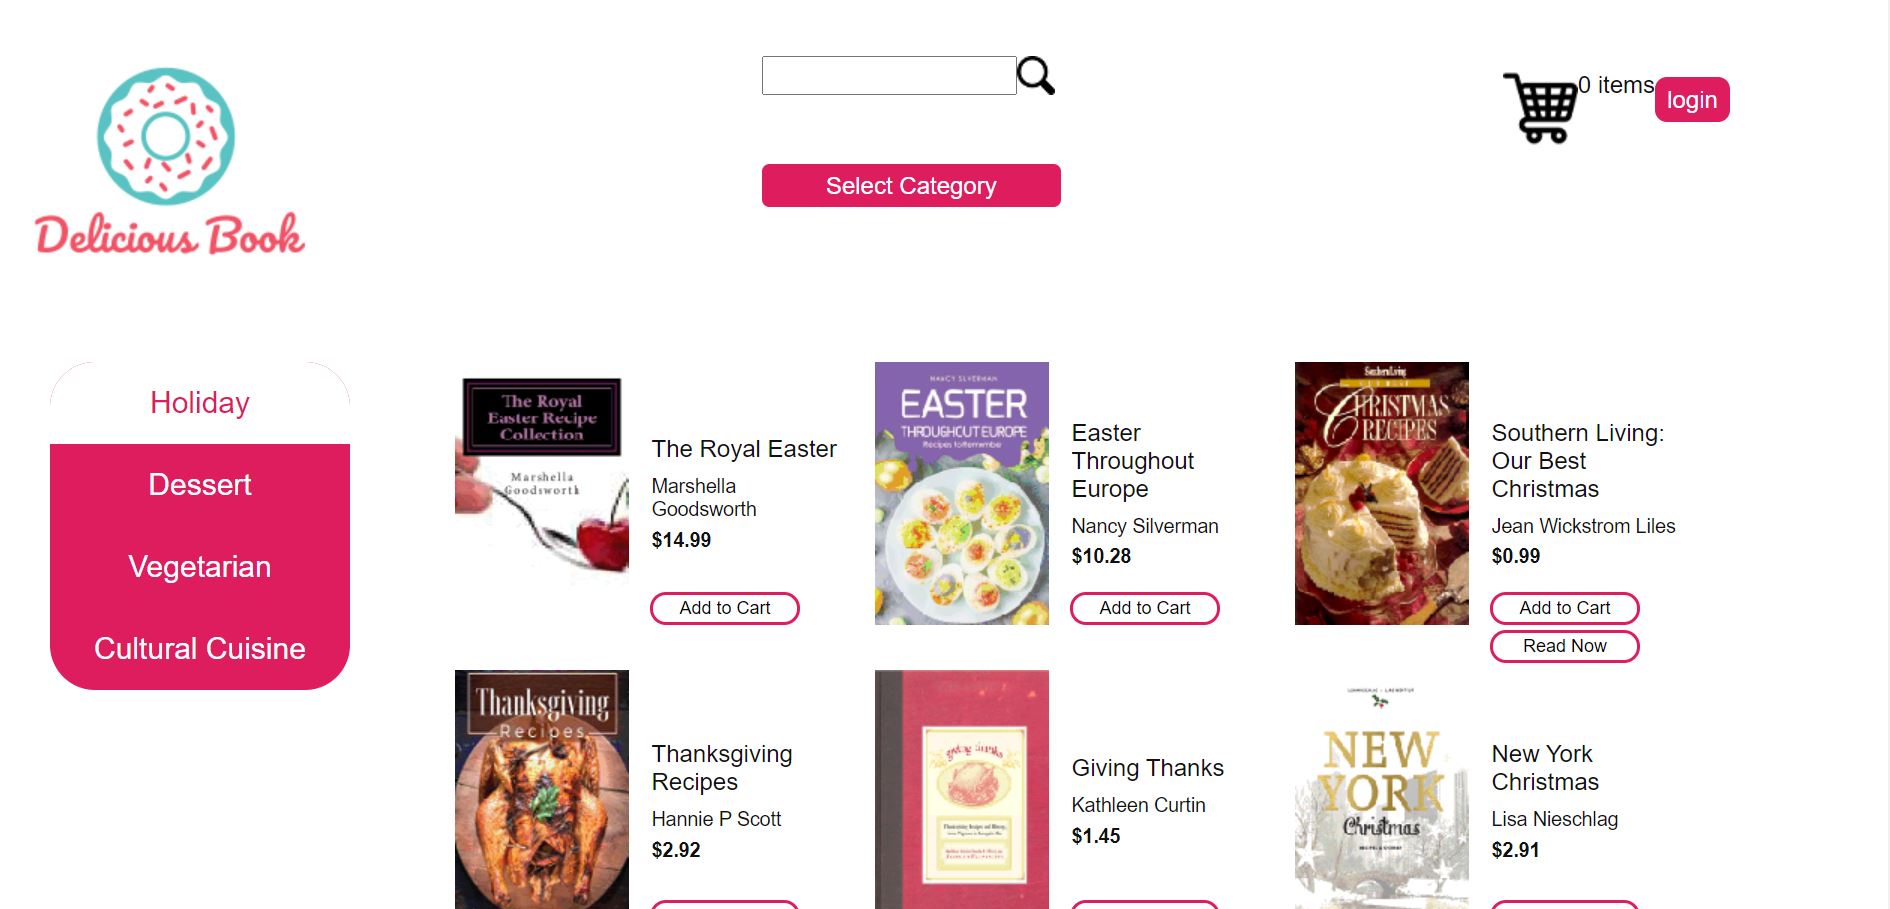 0 items
login
Select Category
Delicious Book
Holiday
Dessert
Vegetarian
Cultural Cuisine
The Royal
Easter Recipe
Collection
Marshella
Goodsworth
The Royal Easter
Marshella
Goodsworth
$14.99
Add to Cart
NANCY SILVERMAN
EASTER
THROUGHOUT EUROPE
Recipes to Remember
Easter
Throughout
Europe
Nancy Silverman
$10.28
Add to Cart
Southern Living
CHRISTMAS
RECIPES
Southern Living:
Our Best
Christmas
Jean Wickstrom Liles
$0.99
Add to Cart
Read Now
Thanksgiving
Recipes
Thanksgiving
Recipes
Hannie P Scott
$2.92
giving thanks
Giving Thanks
Kathleen Curtin
$1.45
NEW
YORK
Christmas
New York
Christmas
Lisa Nieschlag
$2.91